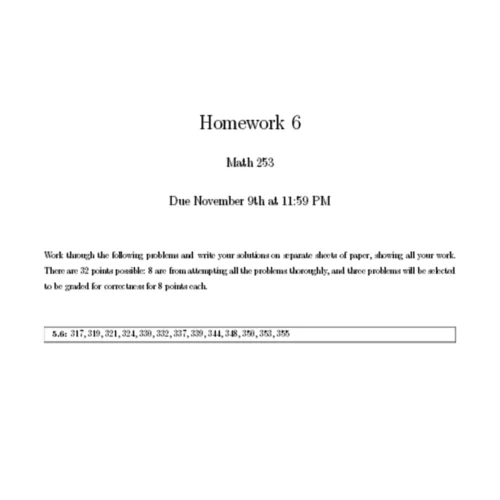 Homework 6
Math 253
Due November 9th at 11:59 PM
Work through the following problems and write your solutions on separate sheets of paper, showing all your work.
There are 32 points possible: 8 are from attempting all the problems thoroughly, and three problems will be selected
to be graded for correctness for 8 points each.
5.6: 317, 319, 321, 324, 330, 332, 337, 339, 344, 348, 350, 353, 355